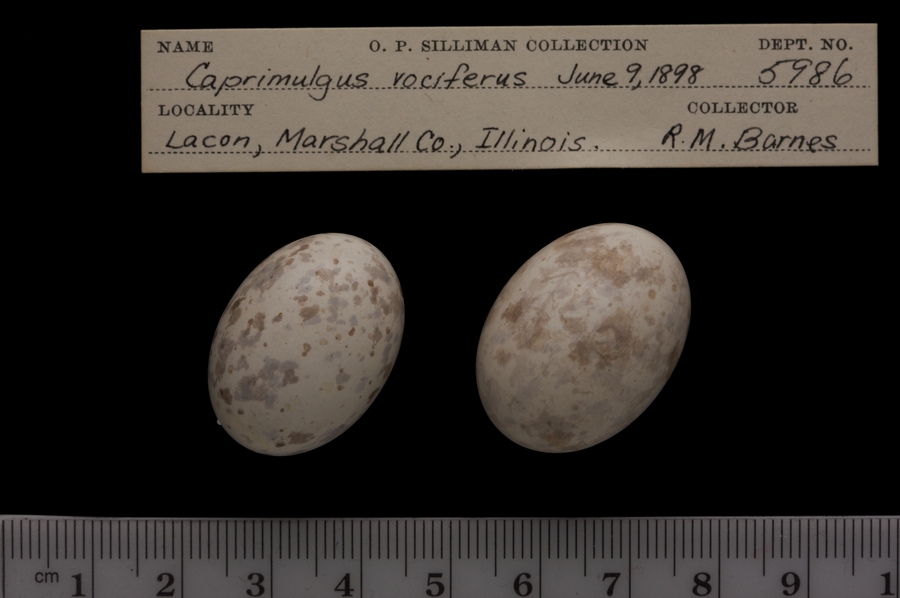 NAME O. P. SILLIMAN COLLECTION DEPT. NO.
Caprimulgus vociferus June 9, 1898 5986
LOCALITY COLLECTOR
Lacon, Marshall Co., Illinois. R. M. Barnes
cm 1 2 3 4 5 6 7 8 9 1